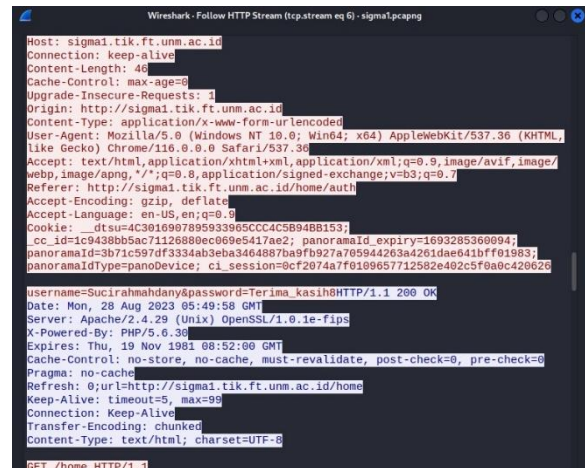 Wireshark - Follow HTTP Stream (tcp.stream eq 6) - sigma1.pcapng
Host: sigma1.tik.ft.unm.ac.id
Connection: keep-alive
Content-Length: 46
Cache-Control: max-age=0
Upgrade-Insecure-Requests: 1
Origin: http://sigma1.tik.ft.unm.ac.id
Content-Type: application/x-www-form-urlencoded
User-Agent: Mozilla/5.0 (Windows NT 10.0; Win64; x64) AppleWebKit/537.36 (KHTML,
like Gecko) Chrome/116.0.0.0 Safari/537.36
Accept: text/html,application/xhtml+xml,application/xml;q=0.9,image/avif,image/
webp,image/apng,*/*;q=0.8,application/signed-exchange;v=b3;q=0.7
Referer: http://sigma1.tik.ft.unm.ac.id/home/auth
Accept-Encoding: gzip, deflate
Accept-Language: en-US,en;q=0.9
Cookie: __dtsu=4C3016907895933965CCC4C5B94BB153;
_cc_id=1c9438bb5ac71126880ec069e5417ae2; panoramaId_expiry=1693285360094;
panoramaId=3b71c597df3334ab3eba3464887ba9fb927a705944263a4261dae641bff01983;
panoramaIdType=panoDevice; ci_session=0cf2074a7f0109657712582e402c5f0a0c420626
username=Sucirahmahdany&password=Terima_kasih8HTTP/1.1 200 OK
Date: Mon, 28 Aug 2023 05:49:58 GMT
Server: Apache/2.4.29 (Unix) OpenSSL/1.0.1e-fips
X-Powered-By: PHP/5.6.30
Expires: Thu, 19 Nov 1981 08:52:00 GMT
Cache-Control: no-store, no-cache, must-revalidate, post-check=0, pre-check=0
Pragma: no-cache
Refresh: 0;url=http://sigma1.tik.ft.unm.ac.id/home
Keep-Alive: timeout=5, max=99
Connection: Keep-Alive
Transfer-Encoding: chunked
Content-Type: text/html; charset=UTF-8
GET /home HTTP/1.1